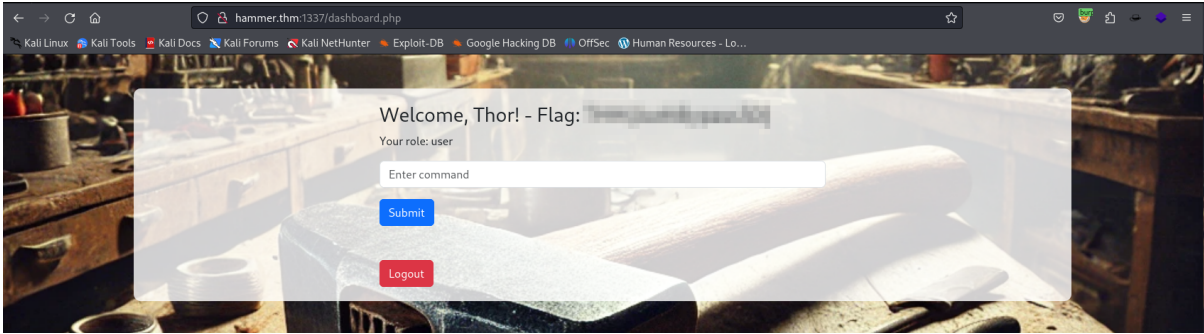 hammer.thm:1337/dashboard.php
Kali Linux Kali Tools Kali Docs Kali Forums Kali NetHunter Exploit-DB Google Hacking DB OffSec Human Resources - Lo...
Welcome, Thor! - Flag:
Your role: user
Enter command
Submit
Logout